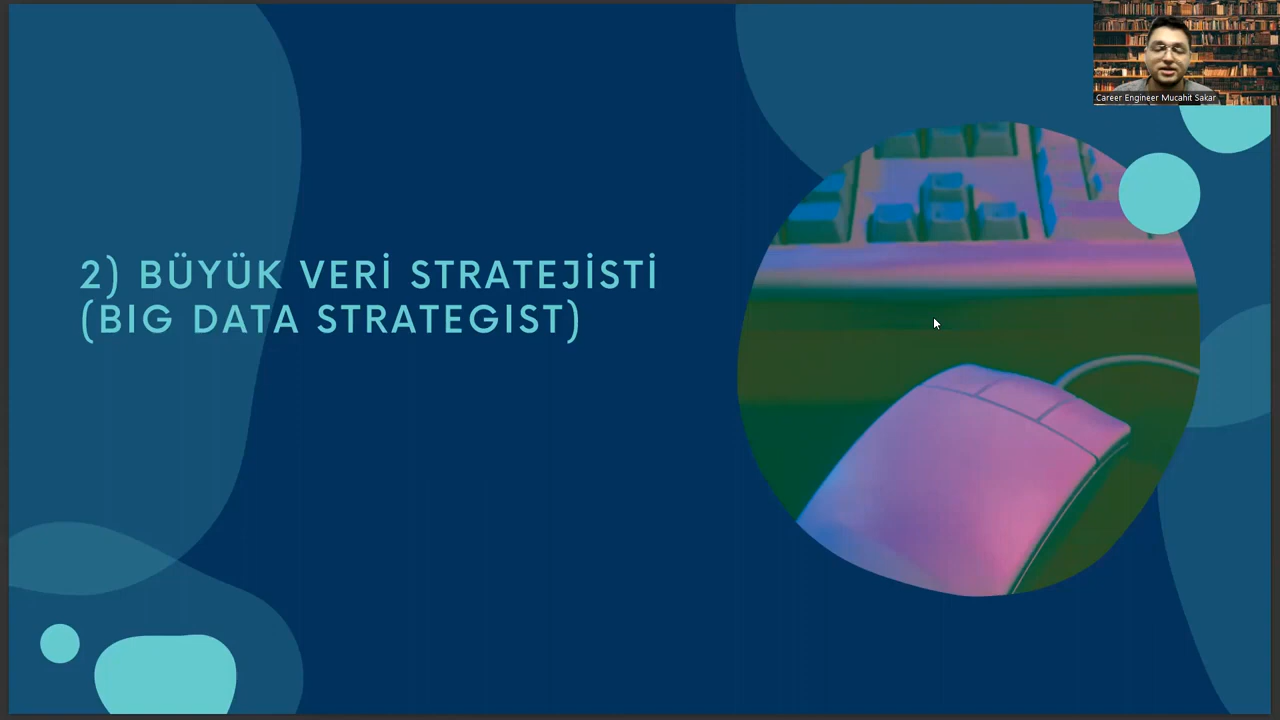 Career Engineer Mucahit Sakar
2) BÜYÜK VERİ STRATEJİSTİ
(BIG DATA STRATEGIST)